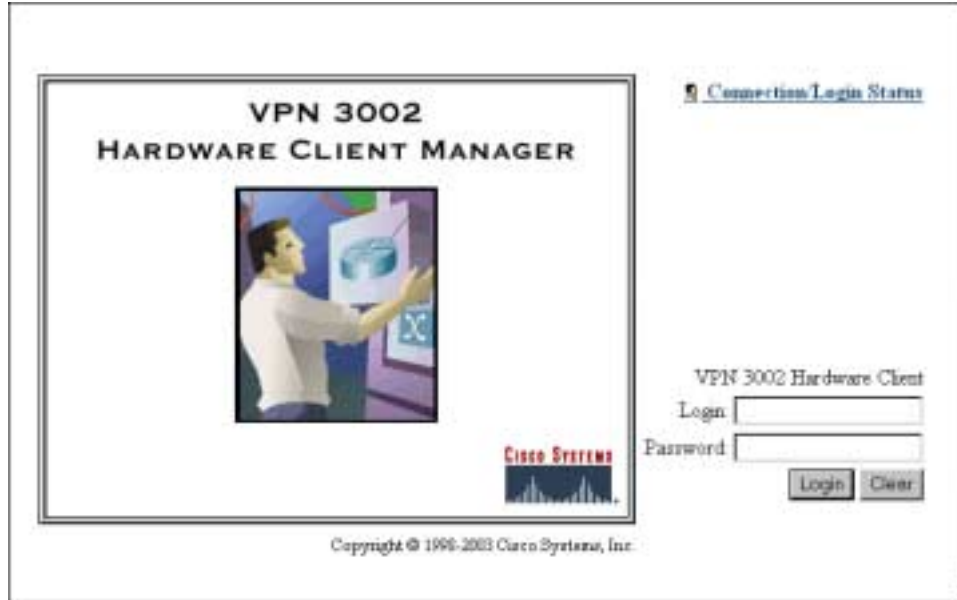 VPN 3002
HARDWARE CLIENT MANAGER
Connection/Login Status
VPN 3002 Hardware Client
Login
Password
Login Clear
CISCO SYSTEMS
Copyright © 1998-2003 Cisco Systems, Inc.